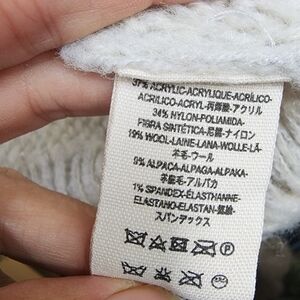 37% ACRYLIC-ACRYLIQUE-ACRÍLICO-
ACRILICO-ACRYL-丙烯酸-アクリル
34% NYLON-POLIAMIDA
FIBRA SINTÉTICA-尼龍-ナイロン
19% WOOL-LAINE-LANA-WOLLE-LÃ-
羊毛-ウール
9% ALPACA-ALPAGA-ALPAKA-
羊駝毛-アルパカ
1% SPANDEX-ÉLASTHANNE-
ELASTANO-ELASTAN-氨綸-
スパンデックス
P